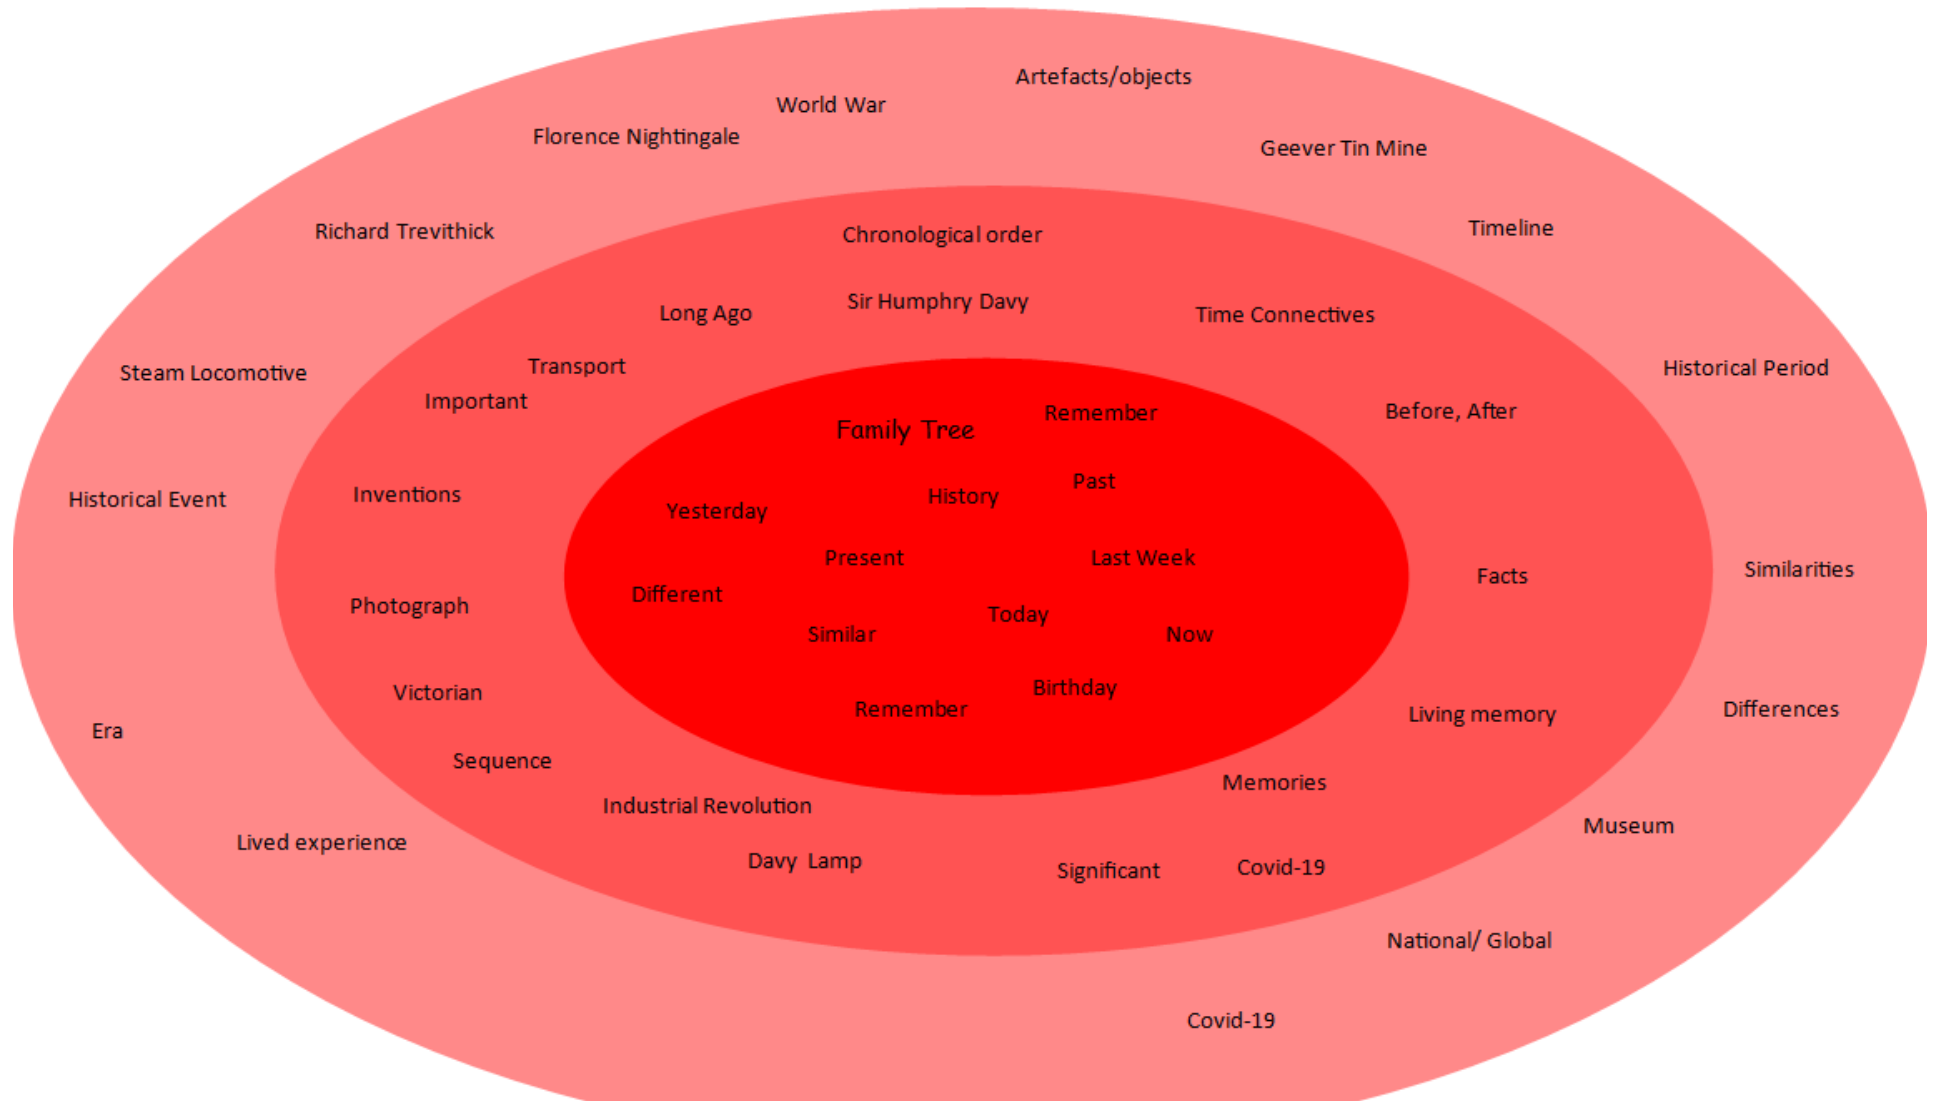 Artefacts/objects
World War
Florence Nightingale
Geever Tin Mine
Richard Trevithick
Timeline
Chronological order
Sir Humphry Davy
Long Ago
Time Connectives
Transport
Steam Locomotive
Historical Period
Important
Before, After
Remember
Family Tree
Past
Inventions
History
Historical Event
Yesterday
Present
Last Week
Similarities
Facts
Different
Photograph
Today
Similar
Now
Birthday
Victorian
Remember
Differences
Living memory
Era
Sequence
Memories
Industrial Revolution
Museum
Lived experience
Davy Lamp
Covid-19
Significant
National/ Global
Covid-19